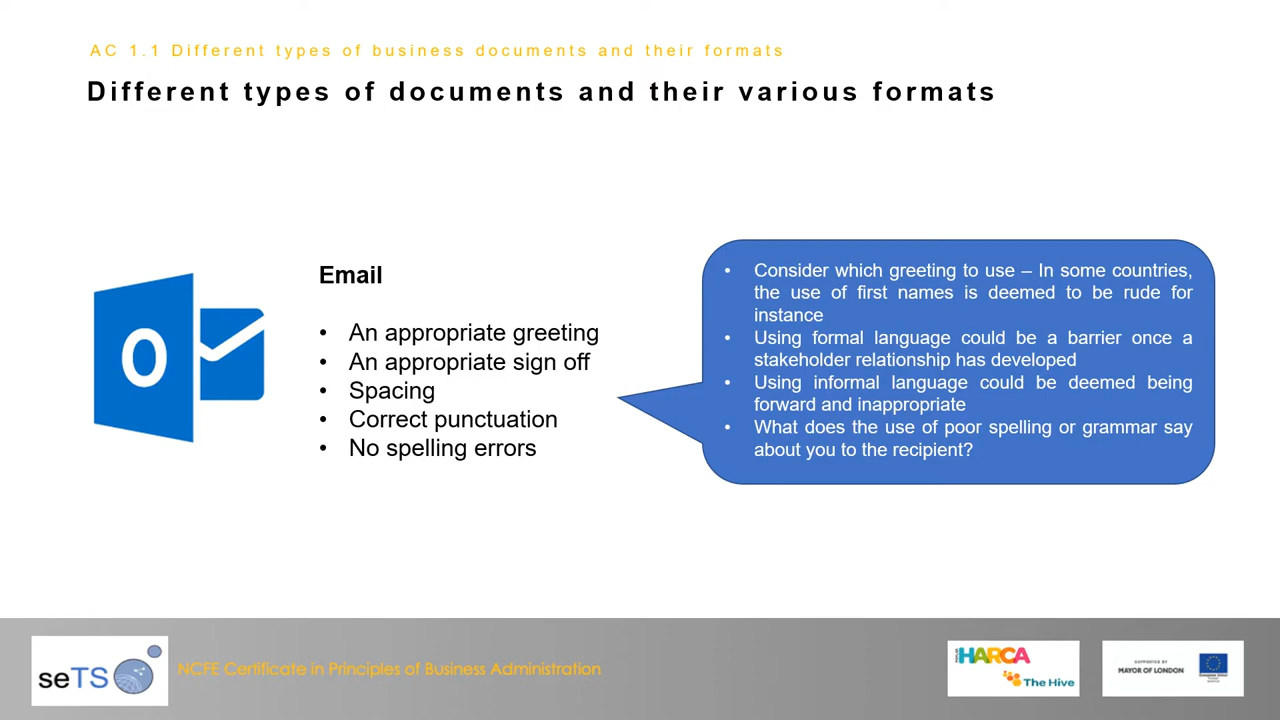 AC 1.1 Different types of business documents and their formats
Different types of documents and their various formats
Email
• An appropriate greeting
• An appropriate sign off
• Spacing
• Correct punctuation
• No spelling errors
• Consider which greeting to use – In some countries,
the use of first names is deemed to be rude for
instance
• Using formal language could be a barrier once a
stakeholder relationship has developed
• Using informal language could be deemed being
forward and inappropriate
• What does the use of poor spelling or grammar say
about you to the recipient?
seTS
NCFE Certificate in Principles of Business Administration
HARCA
The Hive
SUPPORTED BY
MAYOR OF LONDON